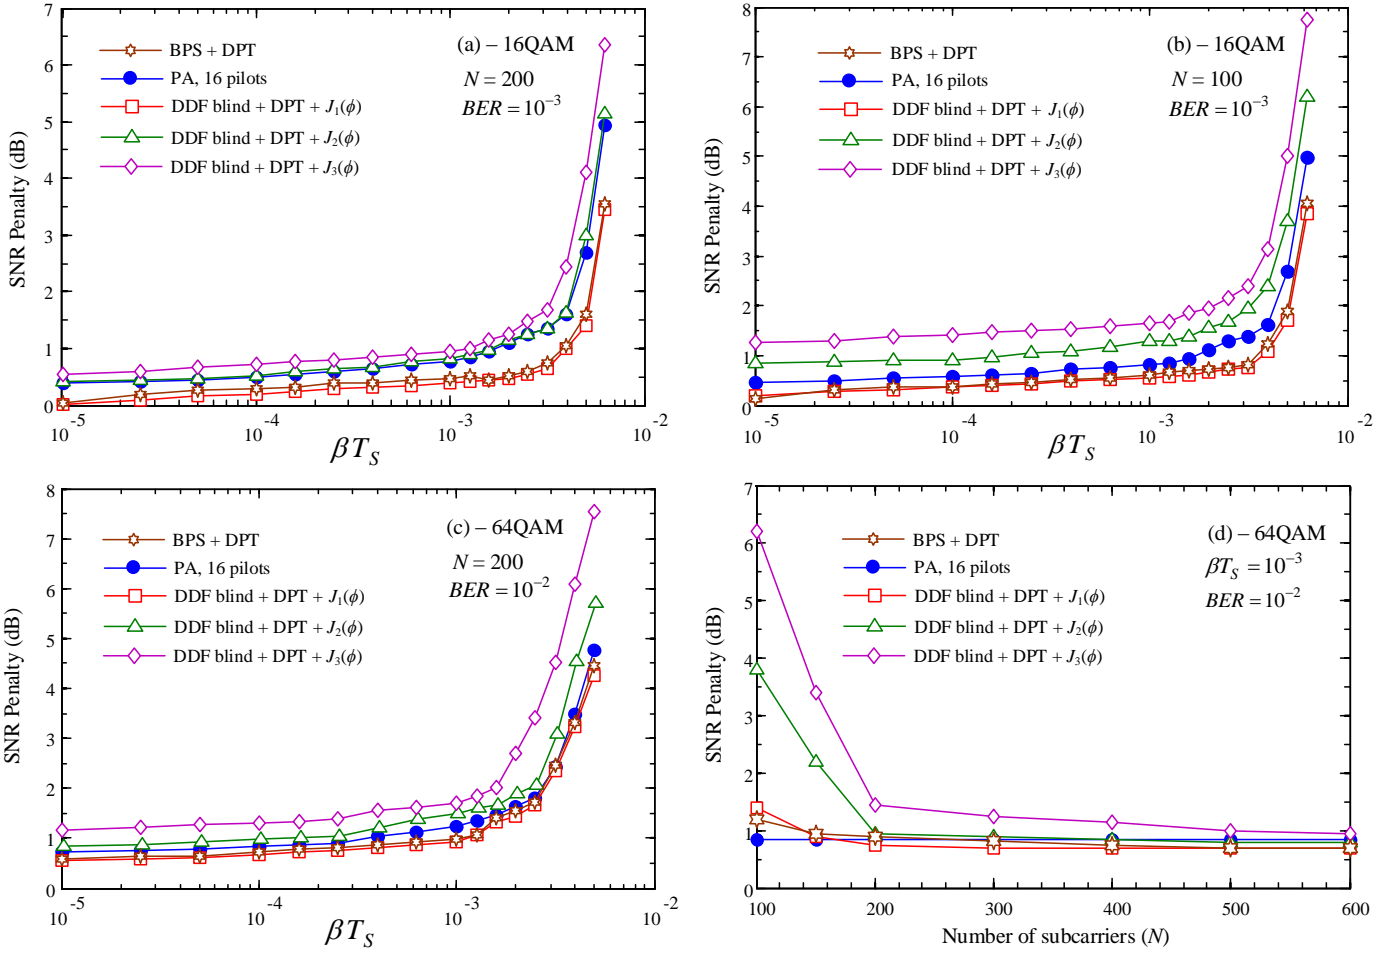 7
6
5
4
3
2
1
0
SNR Penalty (dB)
BPS + DPT
PA, 16 pilots
DDF blind + DPT + J₁(ϕ)
DDF blind + DPT + J₂(ϕ)
DDF blind + DPT + J₃(ϕ)
(a) – 16QAM
N = 200
BER = 10⁻³
10⁻⁵ 10⁻⁴ 10⁻³ 10⁻²
βT_S
8
7
6
5
4
3
2
1
0
SNR Penalty (dB)
BPS + DPT
PA, 16 pilots
DDF blind + DPT + J₁(ϕ)
DDF blind + DPT + J₂(ϕ)
DDF blind + DPT + J₃(ϕ)
(b) – 16QAM
N = 100
BER = 10⁻³
10⁻⁵ 10⁻⁴ 10⁻³ 10⁻²
βT_S
8
7
6
5
4
3
2
1
0
SNR Penalty (dB)
BPS + DPT
PA, 16 pilots
DDF blind + DPT + J₁(ϕ)
DDF blind + DPT + J₂(ϕ)
DDF blind + DPT + J₃(ϕ)
(c) – 64QAM
N = 200
BER = 10⁻²
10⁻⁵ 10⁻⁴ 10⁻³ 10⁻²
βT_S
7
6
5
4
3
2
1
0
SNR Penalty (dB)
BPS + DPT
PA, 16 pilots
DDF blind + DPT + J₁(ϕ)
DDF blind + DPT + J₂(ϕ)
DDF blind + DPT + J₃(ϕ)
(d) – 64QAM
βT_S = 10⁻³
BER = 10⁻²
100 200 300 400 500 600
Number of subcarriers (N)